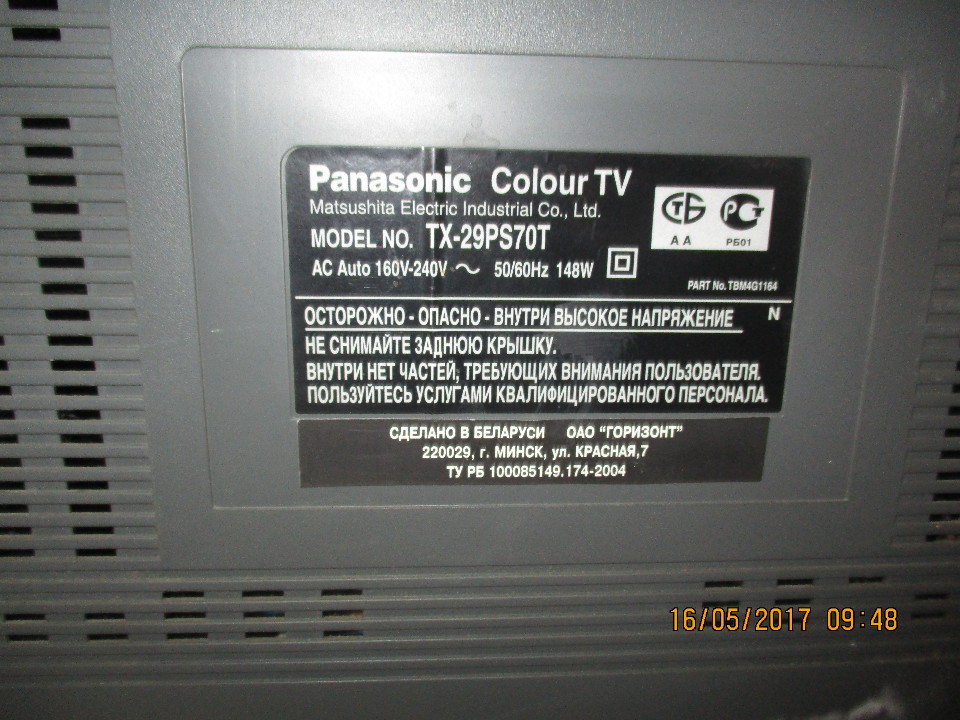 Panasonic Colour TV
Matsushita Electric Industrial Co., Ltd.
MODEL NO. TX-29PS70T
AC Auto 160V-240V ~ 50/60Hz 148W
СТБ РСТ
А А РБ01
PART No. TBM4G1164
ОСТОРОЖНО - ОПАСНО - ВНУТРИ ВЫСОКОЕ НАПРЯЖЕНИЕ N
НЕ СНИМАЙТЕ ЗАДНЮЮ КРЫШКУ.
ВНУТРИ НЕТ ЧАСТЕЙ, ТРЕБУЮЩИХ ВНИМАНИЯ ПОЛЬЗОВАТЕЛЯ.
ПОЛЬЗУЙТЕСЬ УСЛУГАМИ КВАЛИФИЦИРОВАННОГО ПЕРСОНАЛА.
СДЕЛАНО В БЕЛАРУСИ ОАО "ГОРИЗОНТ"
220029, г. МИНСК, ул. КРАСНАЯ,7
ТУ РБ 100085149.174-2004
16/05/2017 09:48